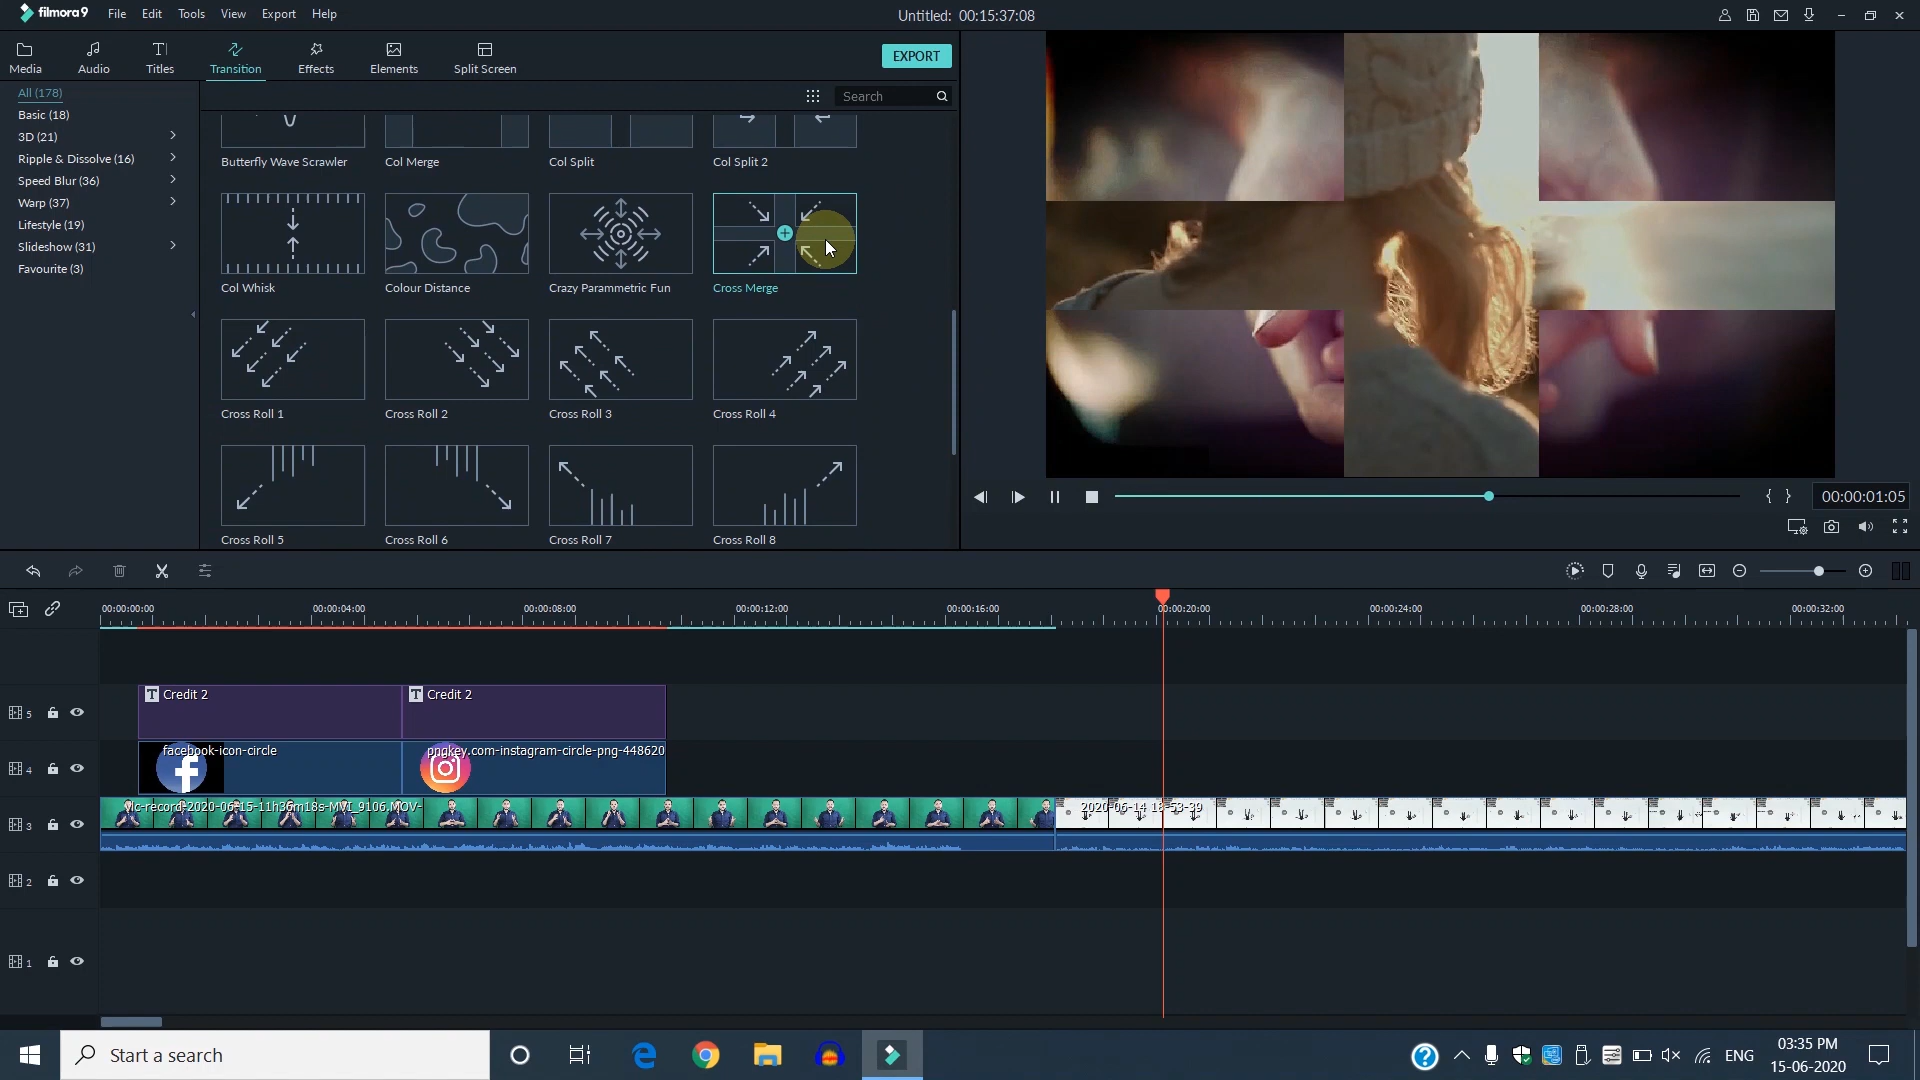 filmora9 File Edit Tools View Export Help Untitled: 00:15:37:08
Media Audio Titles Transition Effects Elements Split Screen EXPORT
All (178) Search
Basic (18)
3D (21)
Ripple & Dissolve (16)
Speed Blur (36)
Warp (37)
Lifestyle (19)
Slideshow (31)
Favourite (3)
Butterfly Wave Scrawler Col Merge Col Split Col Split 2
Col Whisk Colour Distance Crazy Parammetric Fun Cross Merge
Cross Roll 1 Cross Roll 2 Cross Roll 3 Cross Roll 4
Cross Roll 5 Cross Roll 6 Cross Roll 7 Cross Roll 8
{ } 00:00:01:05
00:00:00:00 00:00:04:00 00:00:08:00 00:00:12:00 00:00:16:00 00:00:20:00 00:00:24:00 00:00:28:00 00:00:32:00
5 T Credit 2 T Credit 2
4 facebook-icon-circle pngkey.com-instagram-circle-png-448620
3 vlc-record-2020-06-15-11h36m18s-MVI_9106.MOV- 2020-06-14 18-53-39
2
1
Start a search ENG 03:35 PM
15-06-2020